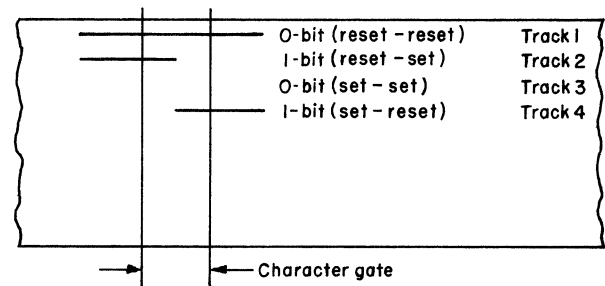 0-bit (reset-reset) Track 1
1-bit (reset-set) Track 2
0-bit (set-set) Track 3
1-bit (set-reset) Track 4
Character gate